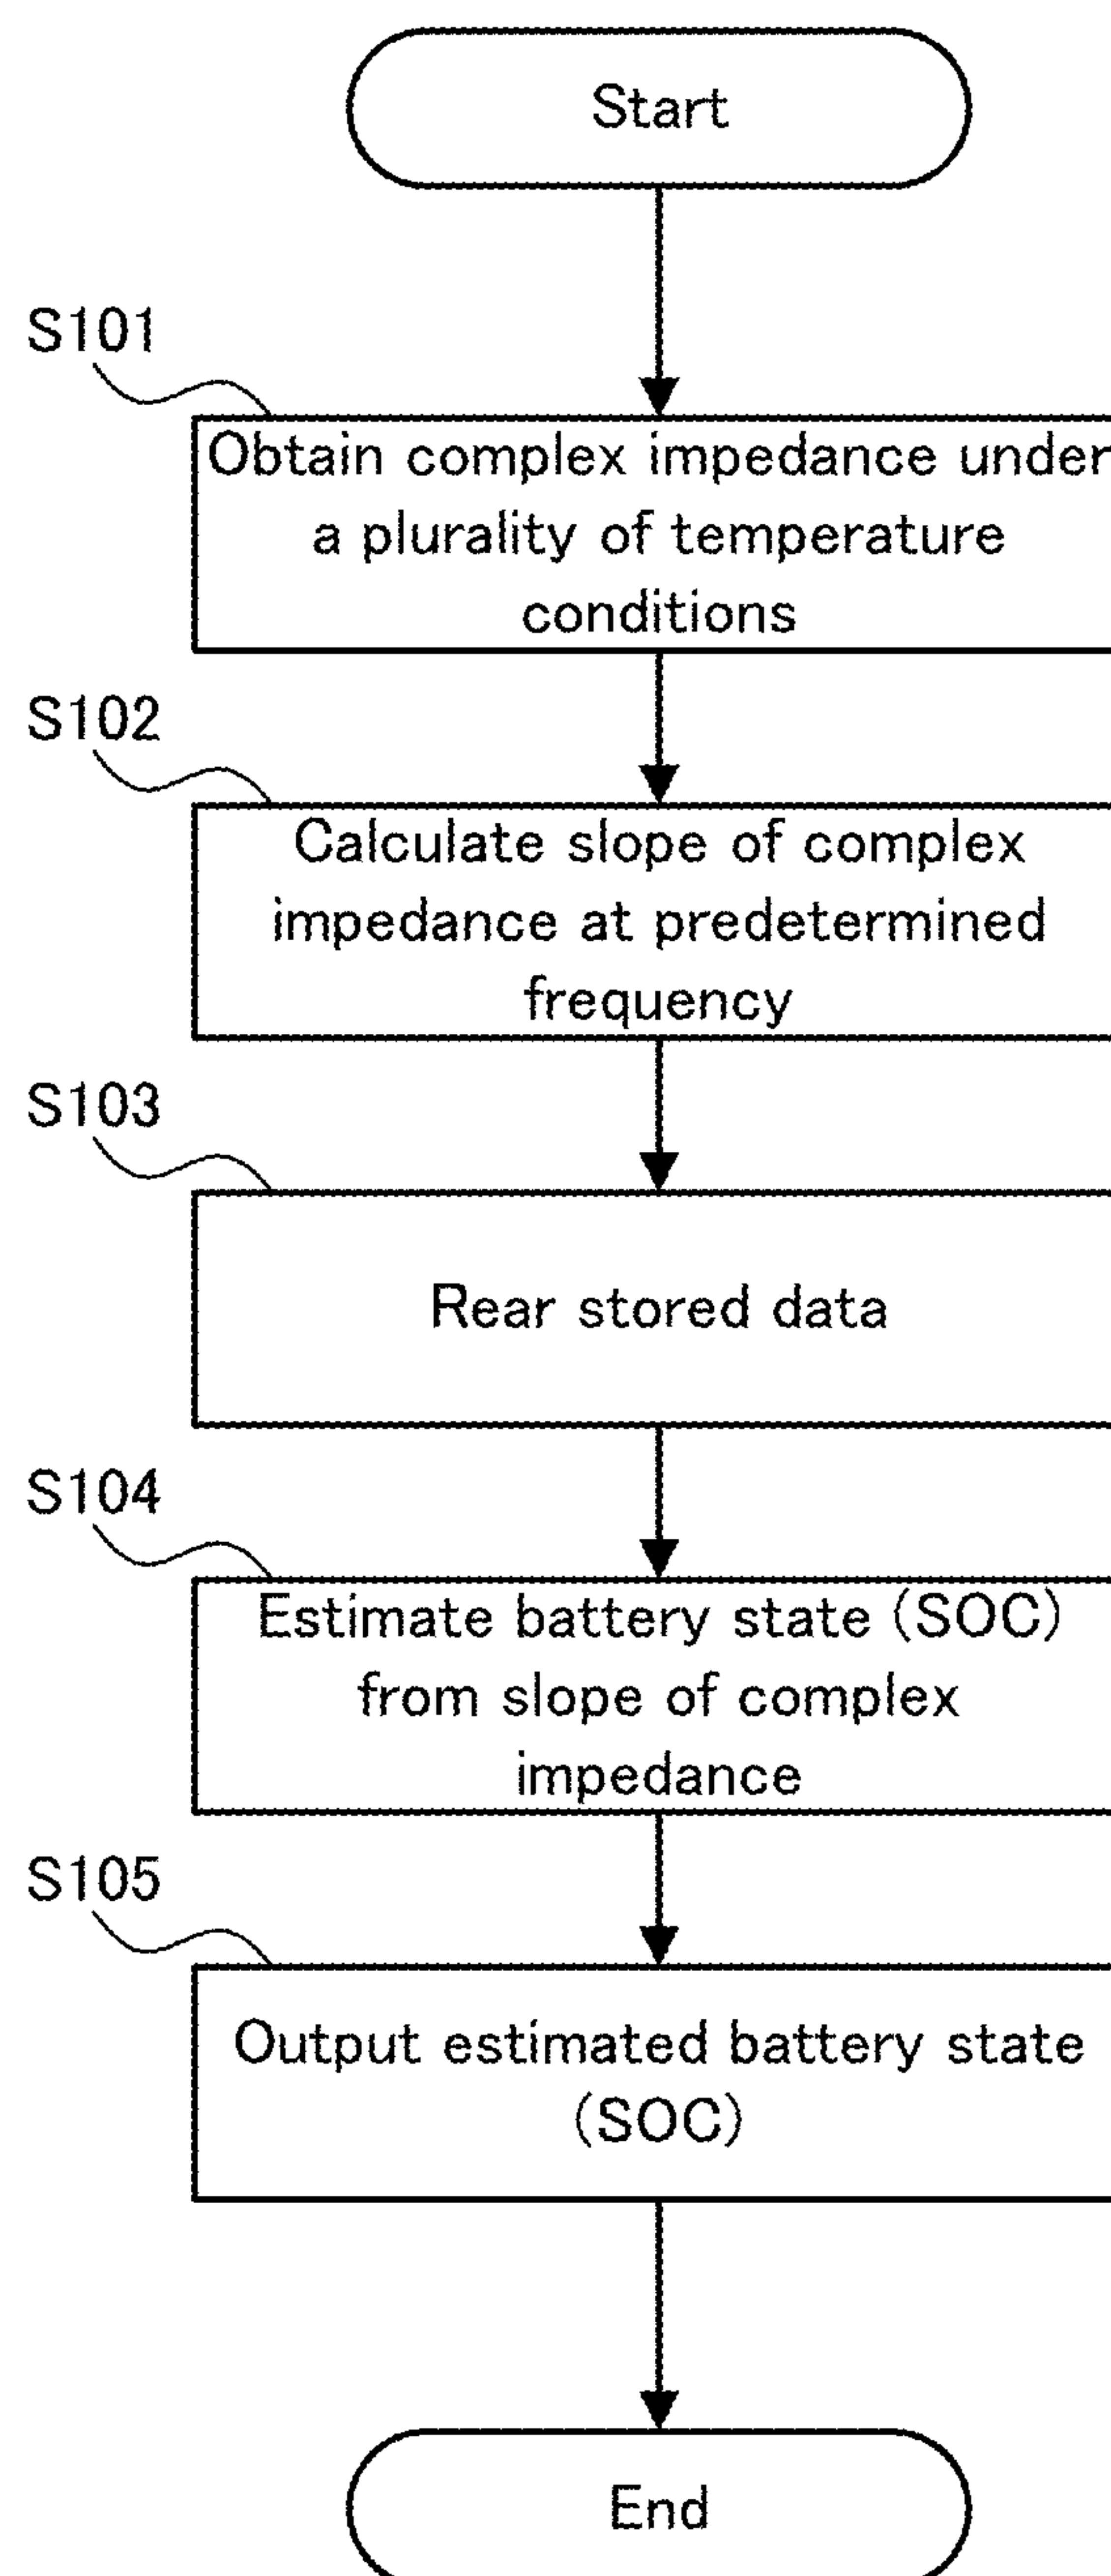 Start
S101
Obtain complex impedance under
a plurality of temperature
conditions
S102
Calculate slope of complex
impedance at predetermined
frequency
S103
Rear stored data
S104
Estimate battery state (SOC)
from slope of complex
impedance
S105
Output estimated battery state
(SOC)
End